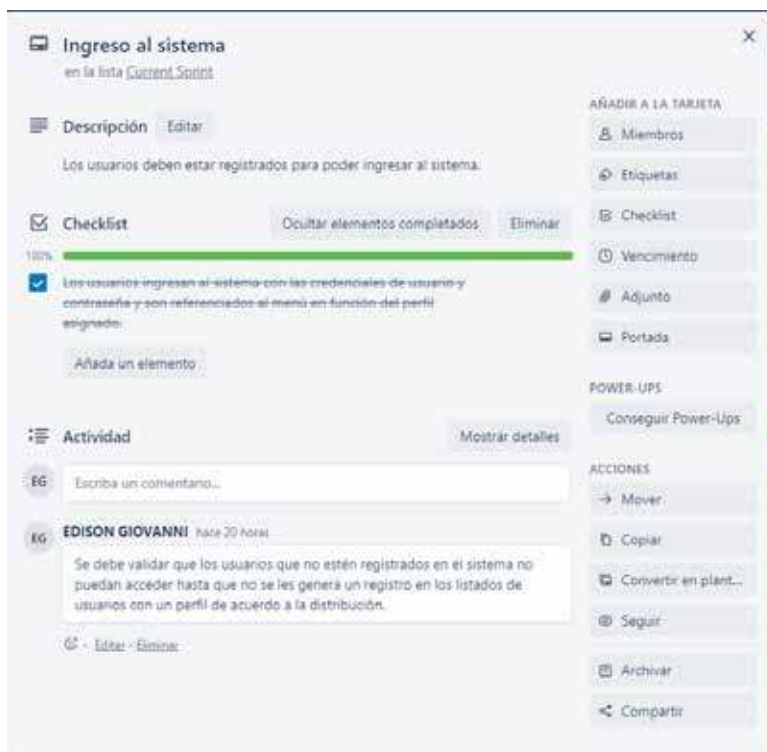 Ingreso al sistema
en la lista Current Sprint
Descripción Editar
Los usuarios deben estar registrados para poder ingresar al sistema.
Checklist Ocultar elementos completados Eliminar
100%
Los usuarios ingresan al sistema con las credenciales de usuario y
contraseña y son referenciados al menú en función del perfil
asignado.
Añada un elemento
Actividad Mostrar detalles
EG Escriba un comentario...
EG EDISON GIOVANNI hace 20 horas
Se debe validar que los usuarios que no estén registrados en el sistema no
puedan acceder hasta que no se les genera un registro en los listados de
usuarios con un perfil de acuerdo a la distribución.
- Editar - Eliminar
AÑADIR A LA TARJETA
Miembros
Etiquetas
Checklist
Vencimiento
Adjunto
Portada
POWER-UPS
Conseguir Power-Ups
ACCIONES
Mover
Copiar
Convertir en plant...
Seguir
Archivar
Compartir